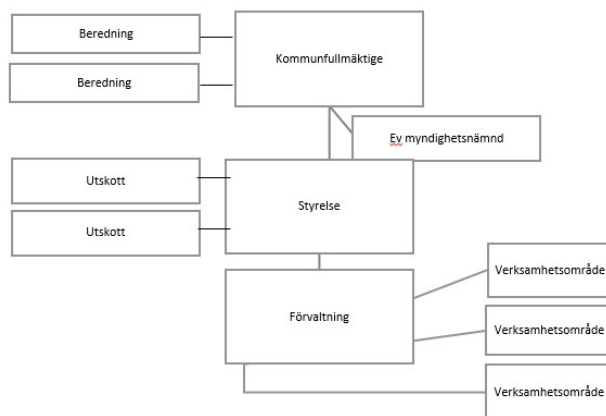 Beredning
Kommunfullmäktige
Beredning
Ev myndighetsnämnd
Utskott
Styrelse
Utskott
Verksamhetsområde
Förvaltning
Verksamhetsområde
Verksamhetsområde